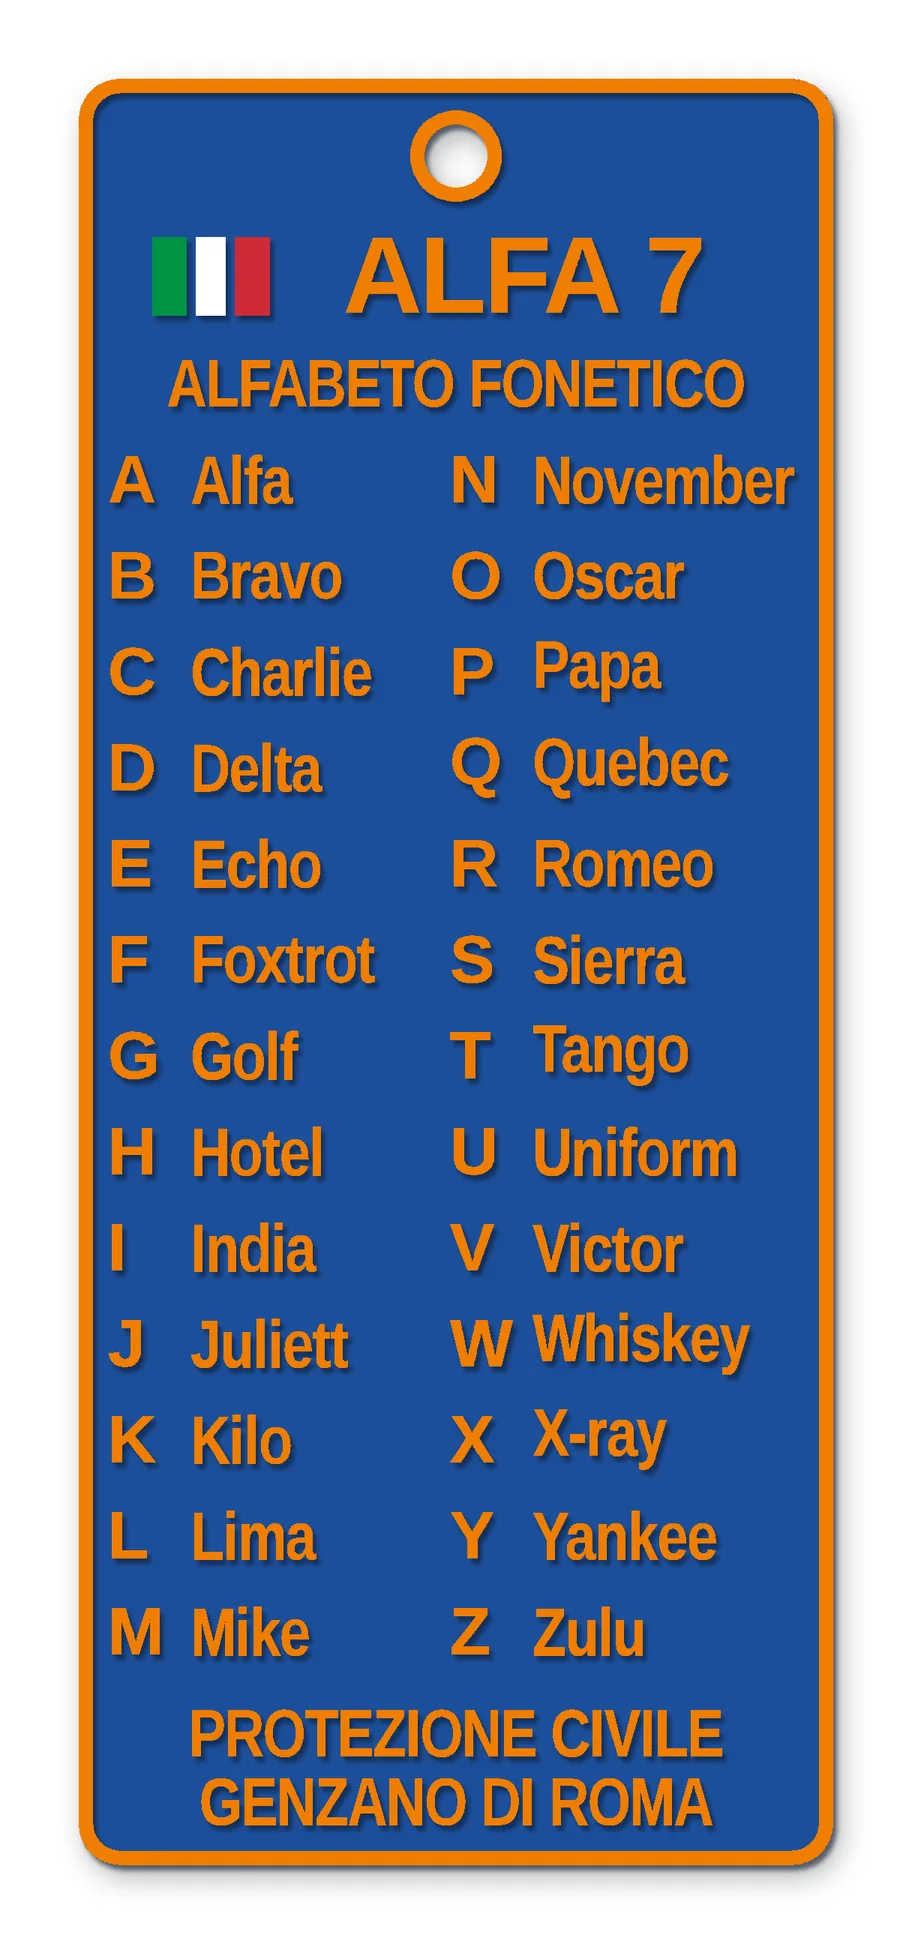 ALFA 7
ALFABETO FONETICO
A Alfa N November
B Bravo O Oscar
C Charlie P Papa
D Delta Q Quebec
E Echo R Romeo
F Foxtrot S Sierra
G Golf T Tango
H Hotel U Uniform
I India V Victor
J Juliett W Whiskey
K Kilo X X-ray
L Lima Y Yankee
M Mike Z Zulu
PROTEZIONE CIVILE
GENZANO DI ROMA